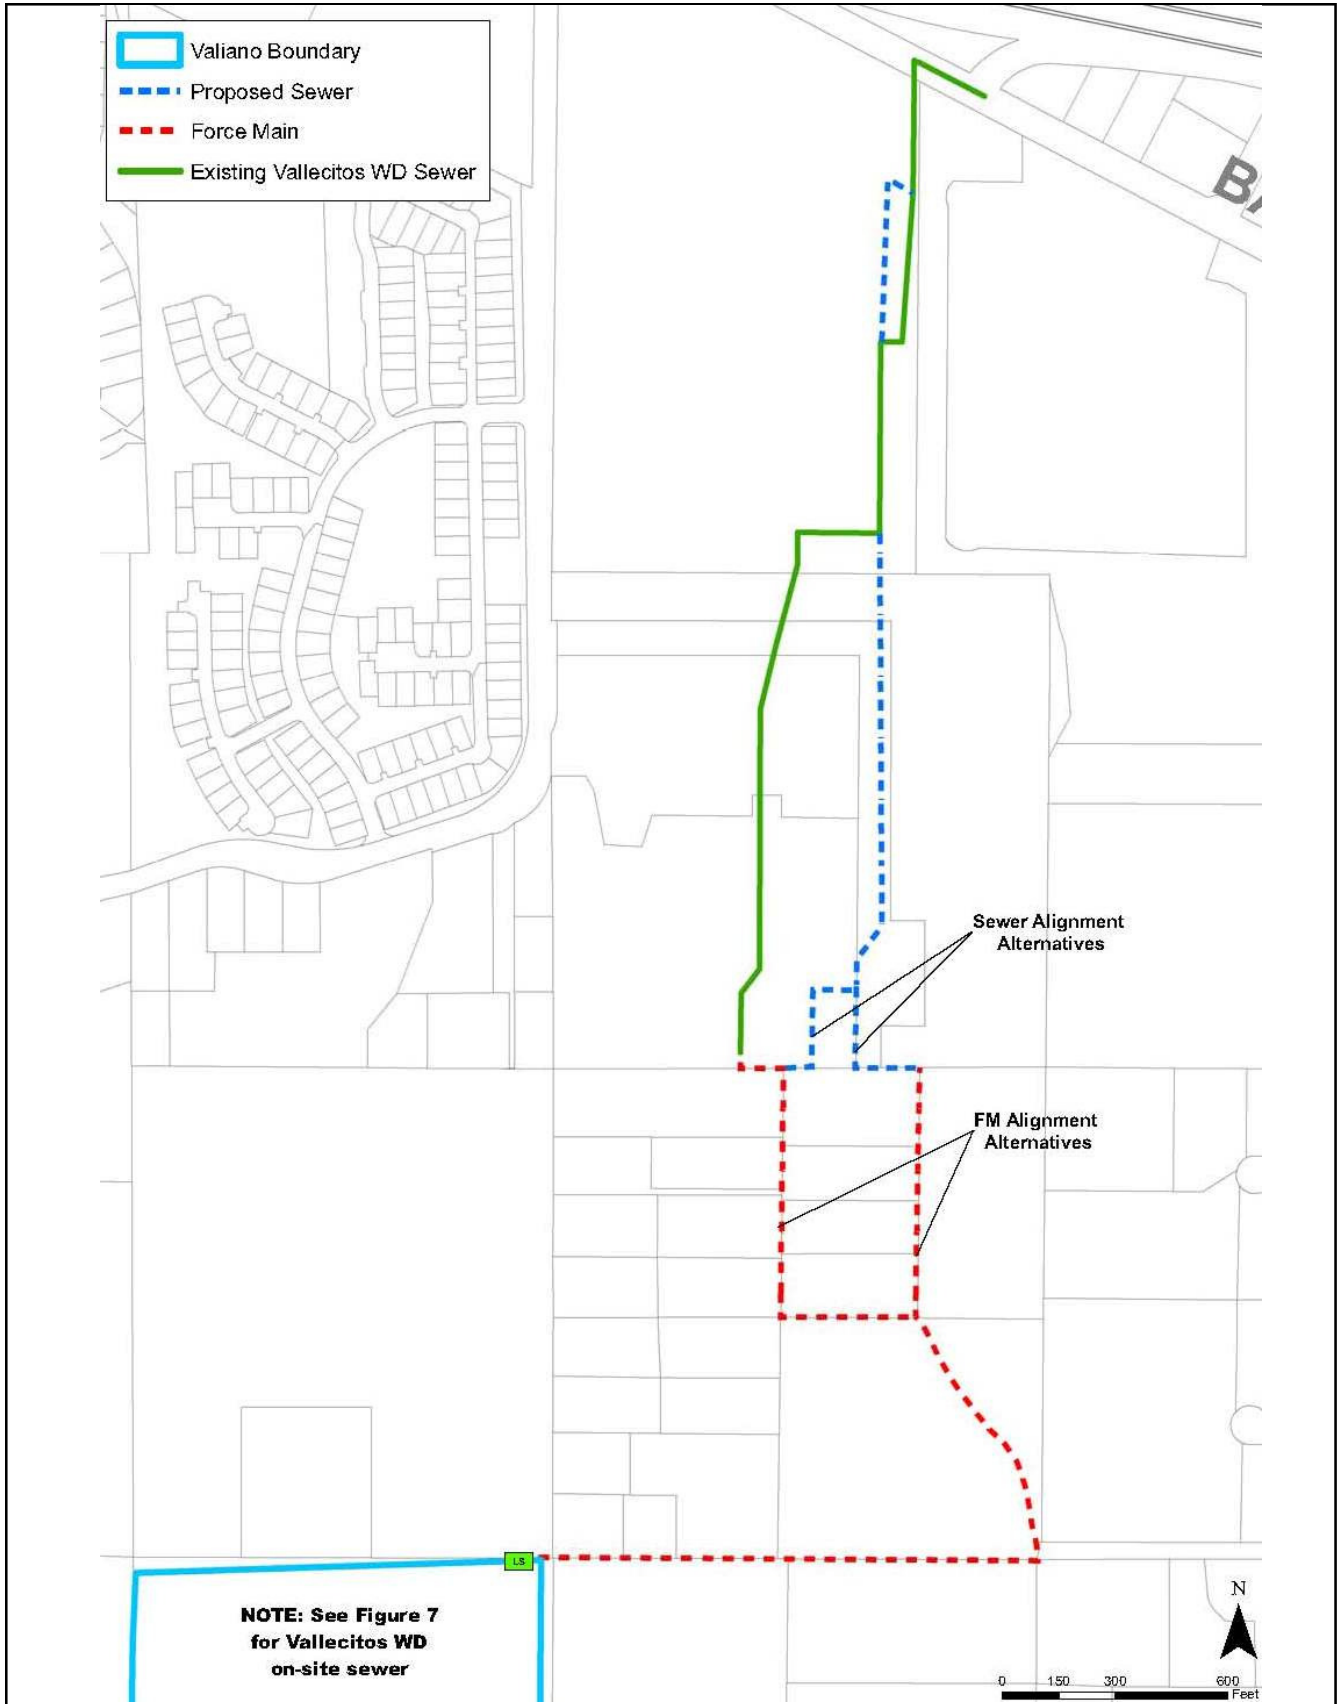 Valiano Boundary
Proposed Sewer
Force Main
Existing Vallecitos WD Sewer
Sewer Alignment
Alternatives
FM Alignment
Alternatives
LS
NOTE: See Figure 7
for Vallecitos WD
on-site sewer
N
0 150 300 600
Feet